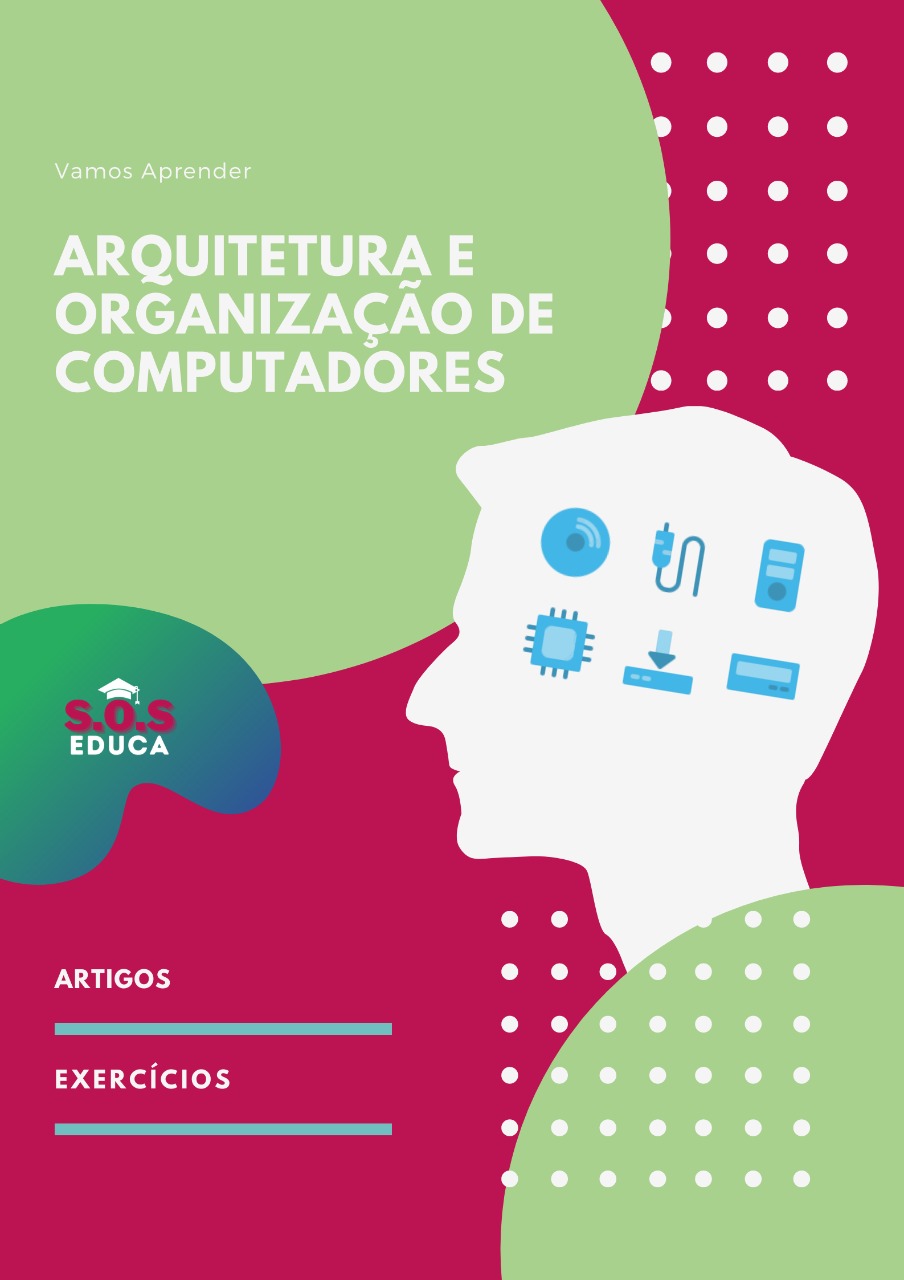 Vamos Aprender
ARQUITETURA E
ORGANIZAÇÃO DE
COMPUTADORES
S.O.S
EDUCA
ARTIGOS
EXERCÍCIOS